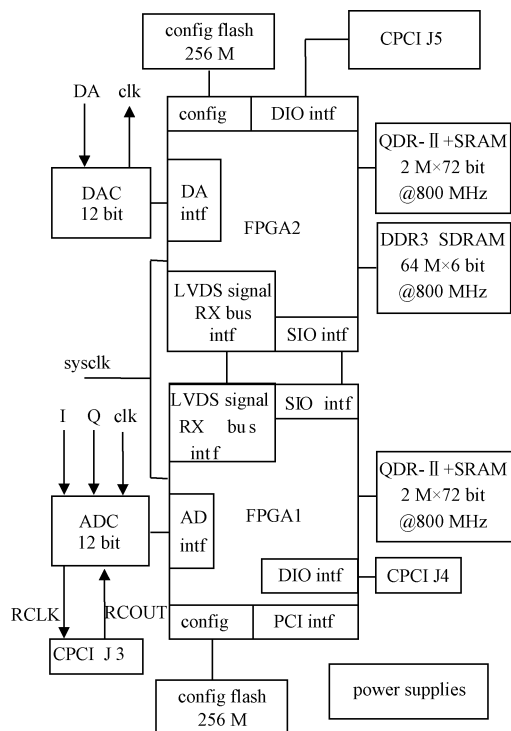 config flash
256 M
CPCI J5
DA
clk
config
DIO intf
DAC
12 bit
DA
intf
FPGA2
QDR-Ⅱ+SRAM
2 M×72 bit
@800 MHz
DDR3 SDRAM
64 M×6 bit
@800 MHz
LVDS signal
RX bus
intf
SIO intf
sysclk
LVDS signal
RX bus
intf
SIO intf
I
Q
clk
ADC
12 bit
AD
intf
FPGA1
QDR-Ⅱ+SRAM
2 M×72 bit
@800 MHz
DIO intf
CPCI J4
RCLK
RCOUT
config
PCI intf
CPCI J 3
config flash
256 M
power supplies